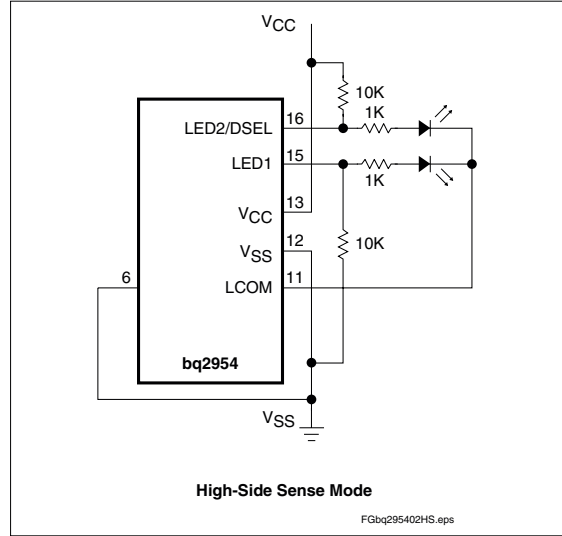 VCC
10K
16
1K
LED2/DSEL
15
LED1
1K
13
VCC
12
VSS
10K
6
11
LCOM
bq2954
VSS
High-Side Sense Mode
FGbq295402HS.eps